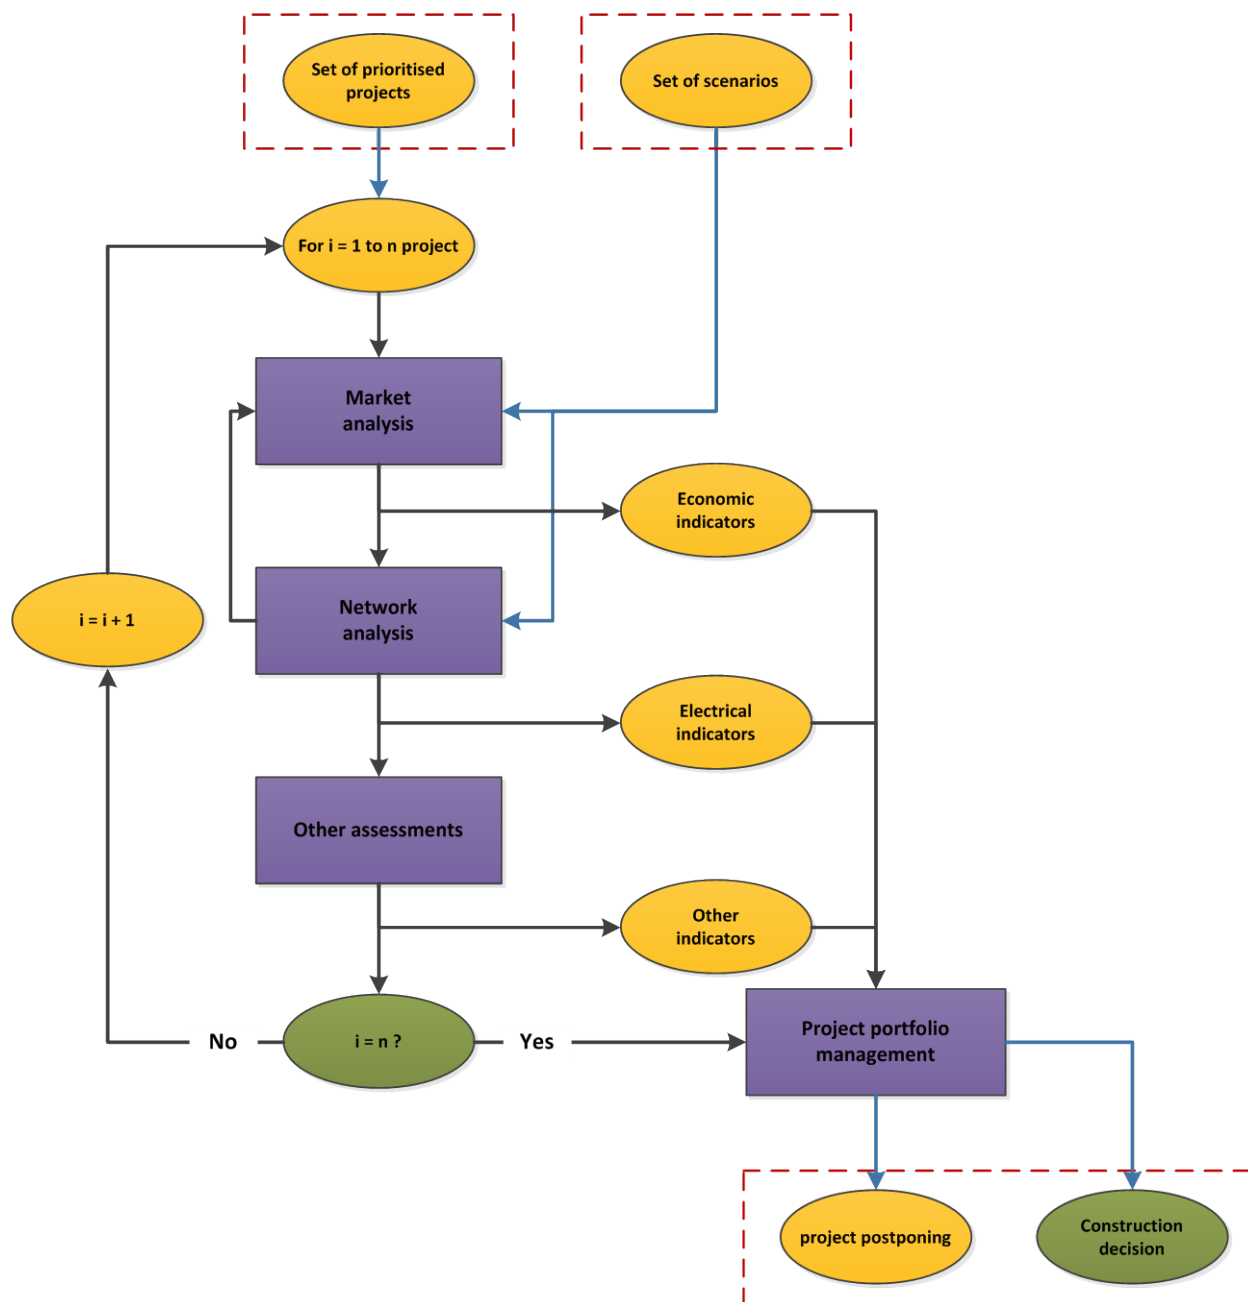 Set of prioritised
projects
Set of scenarios
For i = 1 to n project
Market
analysis
Economic
indicators
Network
analysis
i = i + 1
Electrical
indicators
Other assessments
Other
indicators
No
i = n ?
Yes
Project portfolio
management
project postponing
Construction
decision